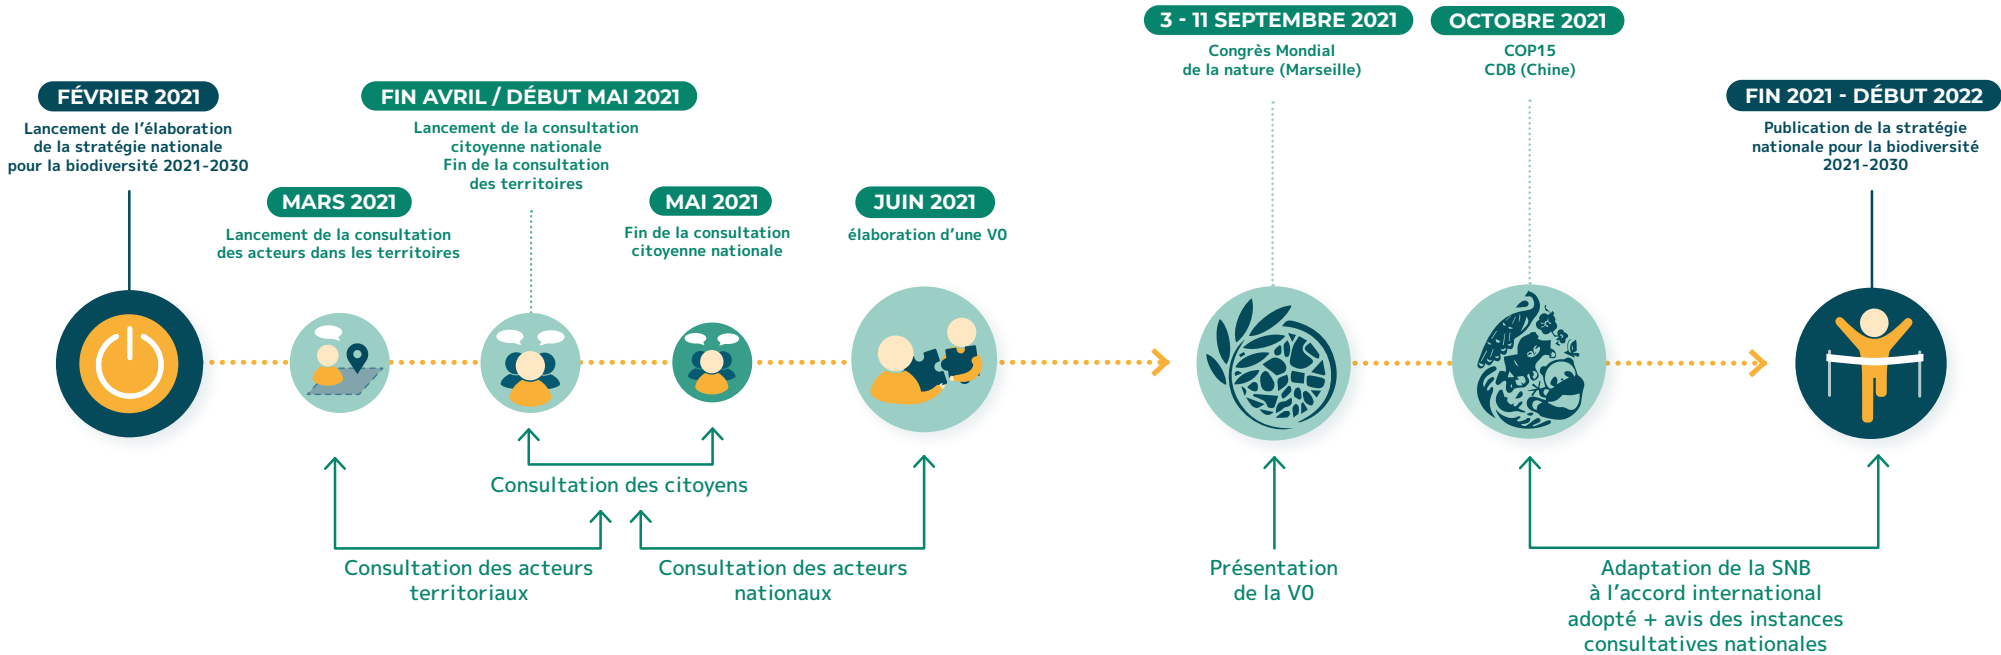 FÉVRIER 2021
Lancement de l’élaboration
de la stratégie nationale
pour la biodiversité 2021-2030
MARS 2021
Lancement de la consultation
des acteurs dans les territoires
FIN AVRIL / DÉBUT MAI 2021
Lancement de la consultation
citoyenne nationale
Fin de la consultation
des territoires
MAI 2021
Fin de la consultation
citoyenne nationale
JUIN 2021
élaboration d’une V0
3 - 11 SEPTEMBRE 2021
Congrès Mondial
de la nature (Marseille)
OCTOBRE 2021
COP15
CDB (Chine)
FIN 2021 - DÉBUT 2022
Publication de la stratégie
nationale pour la biodiversité
2021-2030
Consultation des citoyens
Consultation des acteurs
territoriaux
Consultation des acteurs
nationaux
Présentation
de la V0
Adaptation de la SNB
à l’accord international
adopté + avis des instances
consultatives nationales